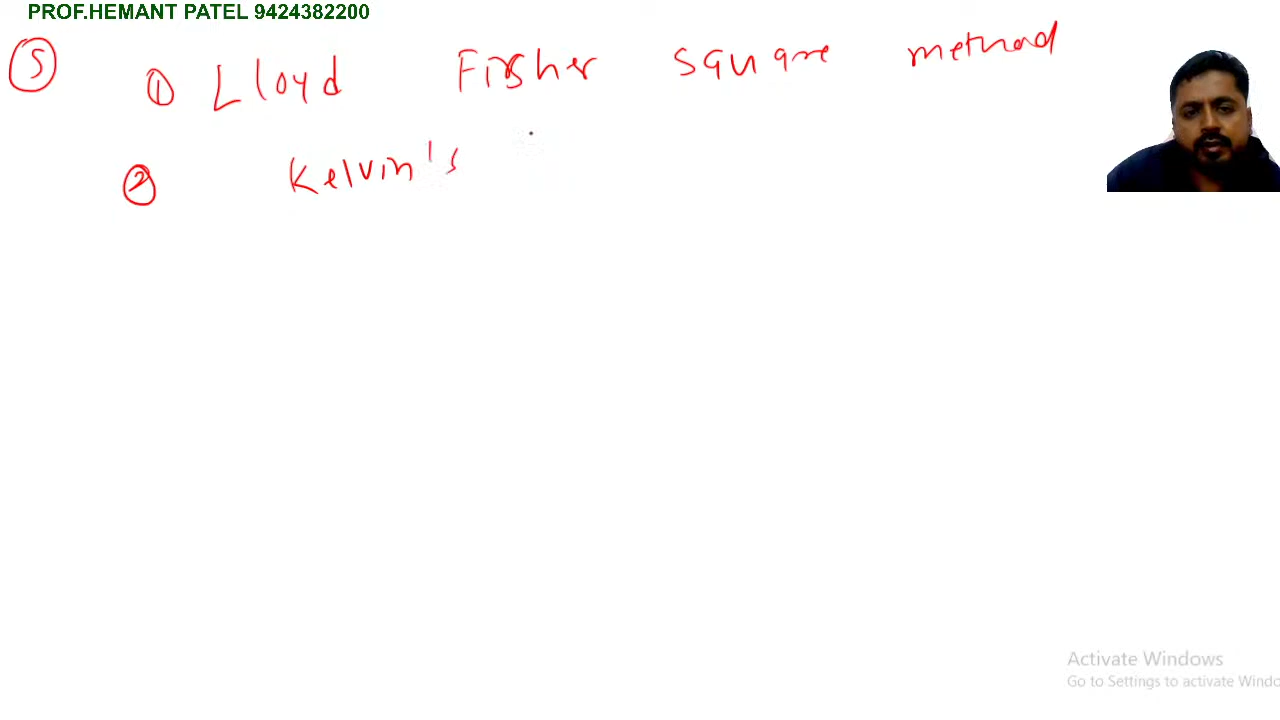 PROF.HEMANT PATEL 9424382200
5
① Lloyd Fisher square method
② Kelvin's
Activate Windows
Go to Settings to activate Windo